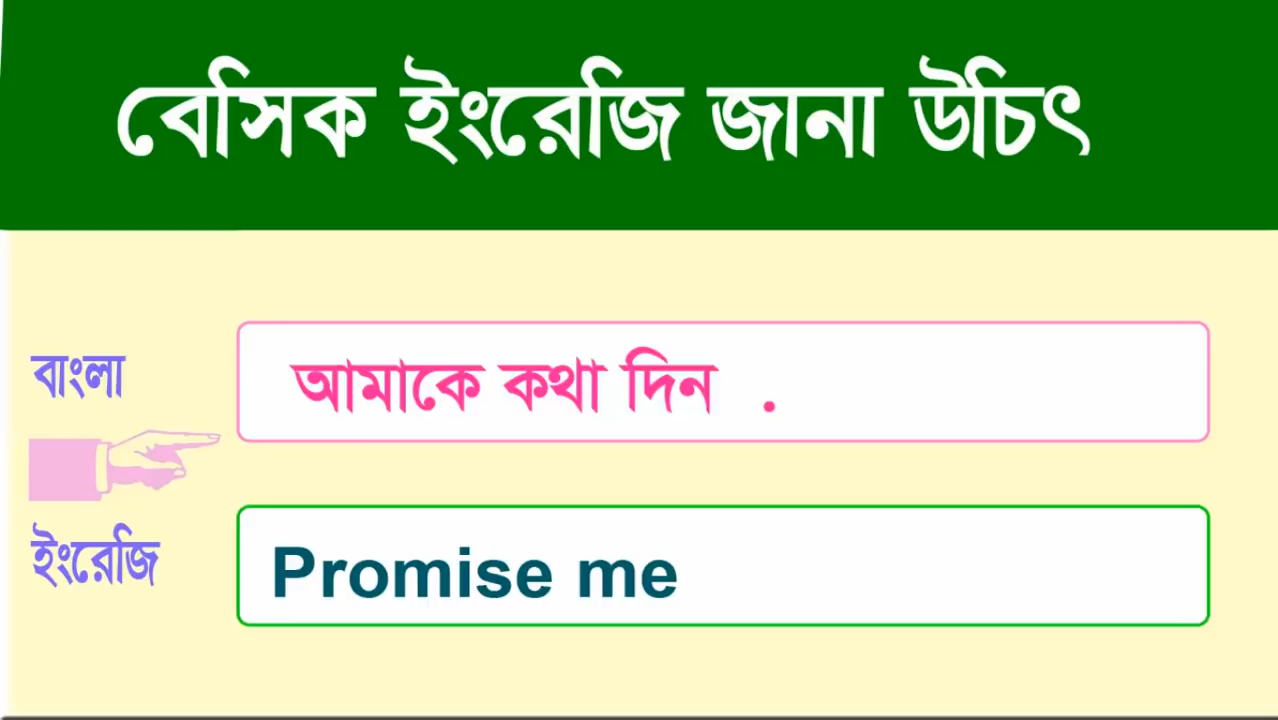 বেসিক ইংরেজি জানা উচিৎ
বাংলা
আমাকে কথা দিন .
ইংরেজি
Promise me